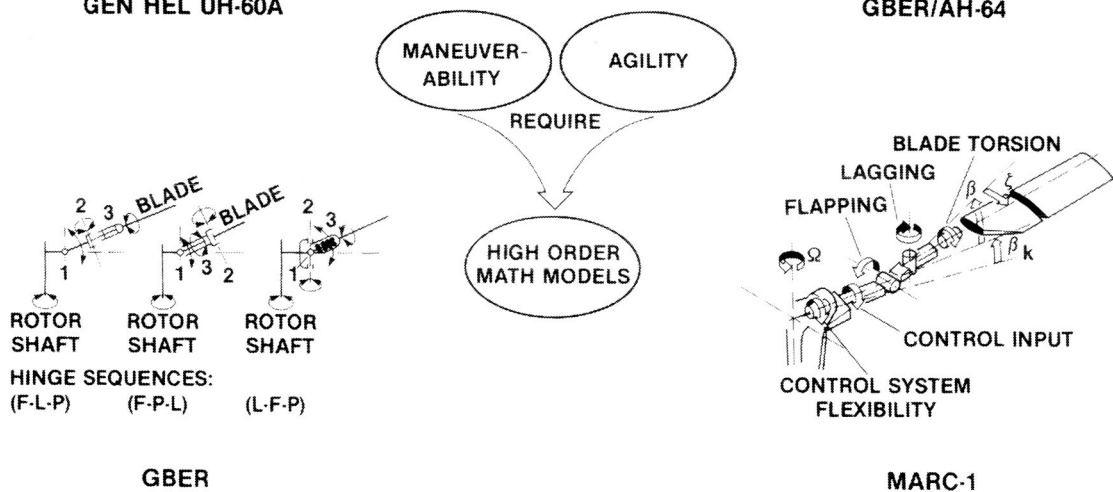 GEN HEL UH-60A
GBER/AH-64
MANEUVER-
ABILITY
AGILITY
REQUIRE
HIGH ORDER
MATH MODELS
2
3
BLADE
1
ROTOR
SHAFT
BLADE
1
3
2
ROTOR
SHAFT
2
3
1
ROTOR
SHAFT
HINGE SEQUENCES:
(F-L-P)
(F-P-L)
(L-F-P)
GBER
BLADE TORSION
LAGGING
FLAPPING
β
ζ
Ω
β k
CONTROL INPUT
CONTROL SYSTEM
FLEXIBILITY
MARC-1